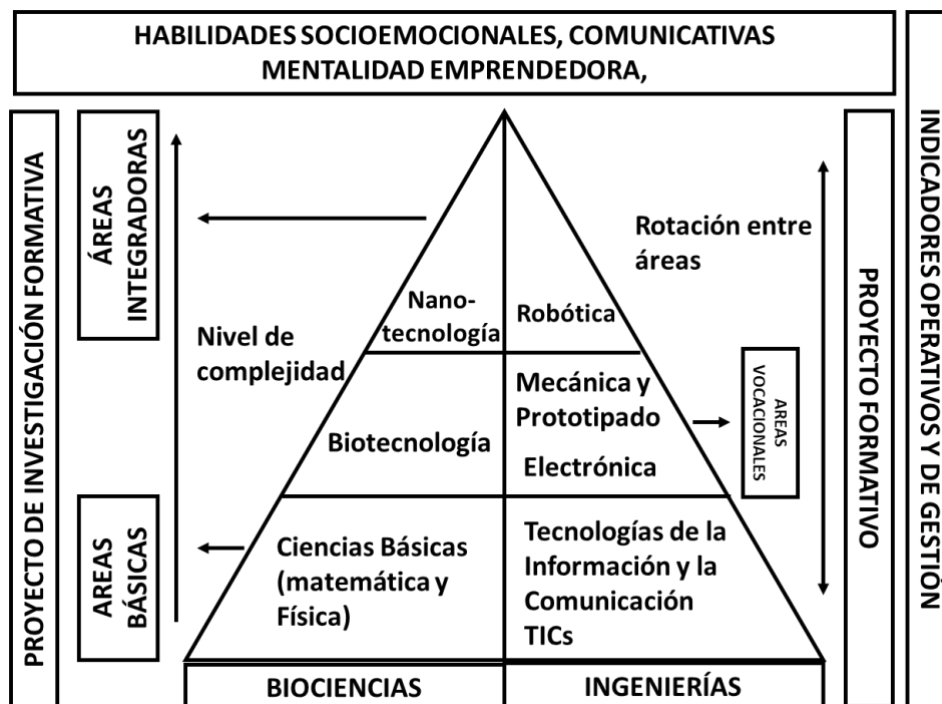 HABILIDADES SOCIOEMOCIONALES, COMUNICATIVAS
MENTALIDAD EMPRENDEDORA,
PROYECTO DE INVESTIGACIÓN FORMATIVA
ÁREAS
INTEGRADORAS
Nivel de
complejidad
AREAS
BÁSICAS
Nano-
tecnología
Robótica
Biotecnología
Mecánica y
Prototipado
Electrónica
Ciencias Básicas
(matemática y
Física)
Tecnologías de la
Información y la
Comunicación
TICs
BIOCIENCIAS
INGENIERÍAS
Rotación entre
áreas
AREAS
VOCACIONALES
PROYECTO FORMATIVO
INDICADORES OPERATIVOS Y DE GESTIÓN